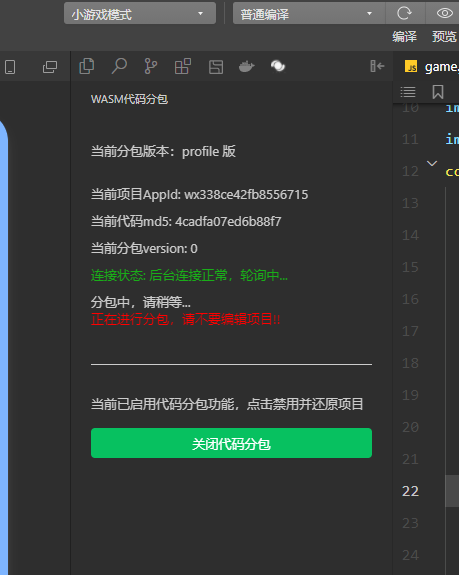 小游戏模式
普通编译
编译
预览
game.
WASM代码分包
当前分包版本：profile 版
当前项目AppId: wx338ce42fb8556715
当前代码md5: 4cadfa07ed6b88f7
当前分包version: 0
连接状态: 后台连接正常，轮询中...
分包中，请稍等...
正在进行分包，请不要编辑项目!!
当前已启用代码分包功能，点击禁用并还原项目
关闭代码分包
10
im
11
im
12
co
13
14
15
16
17
18
19
20
21
22
23
24